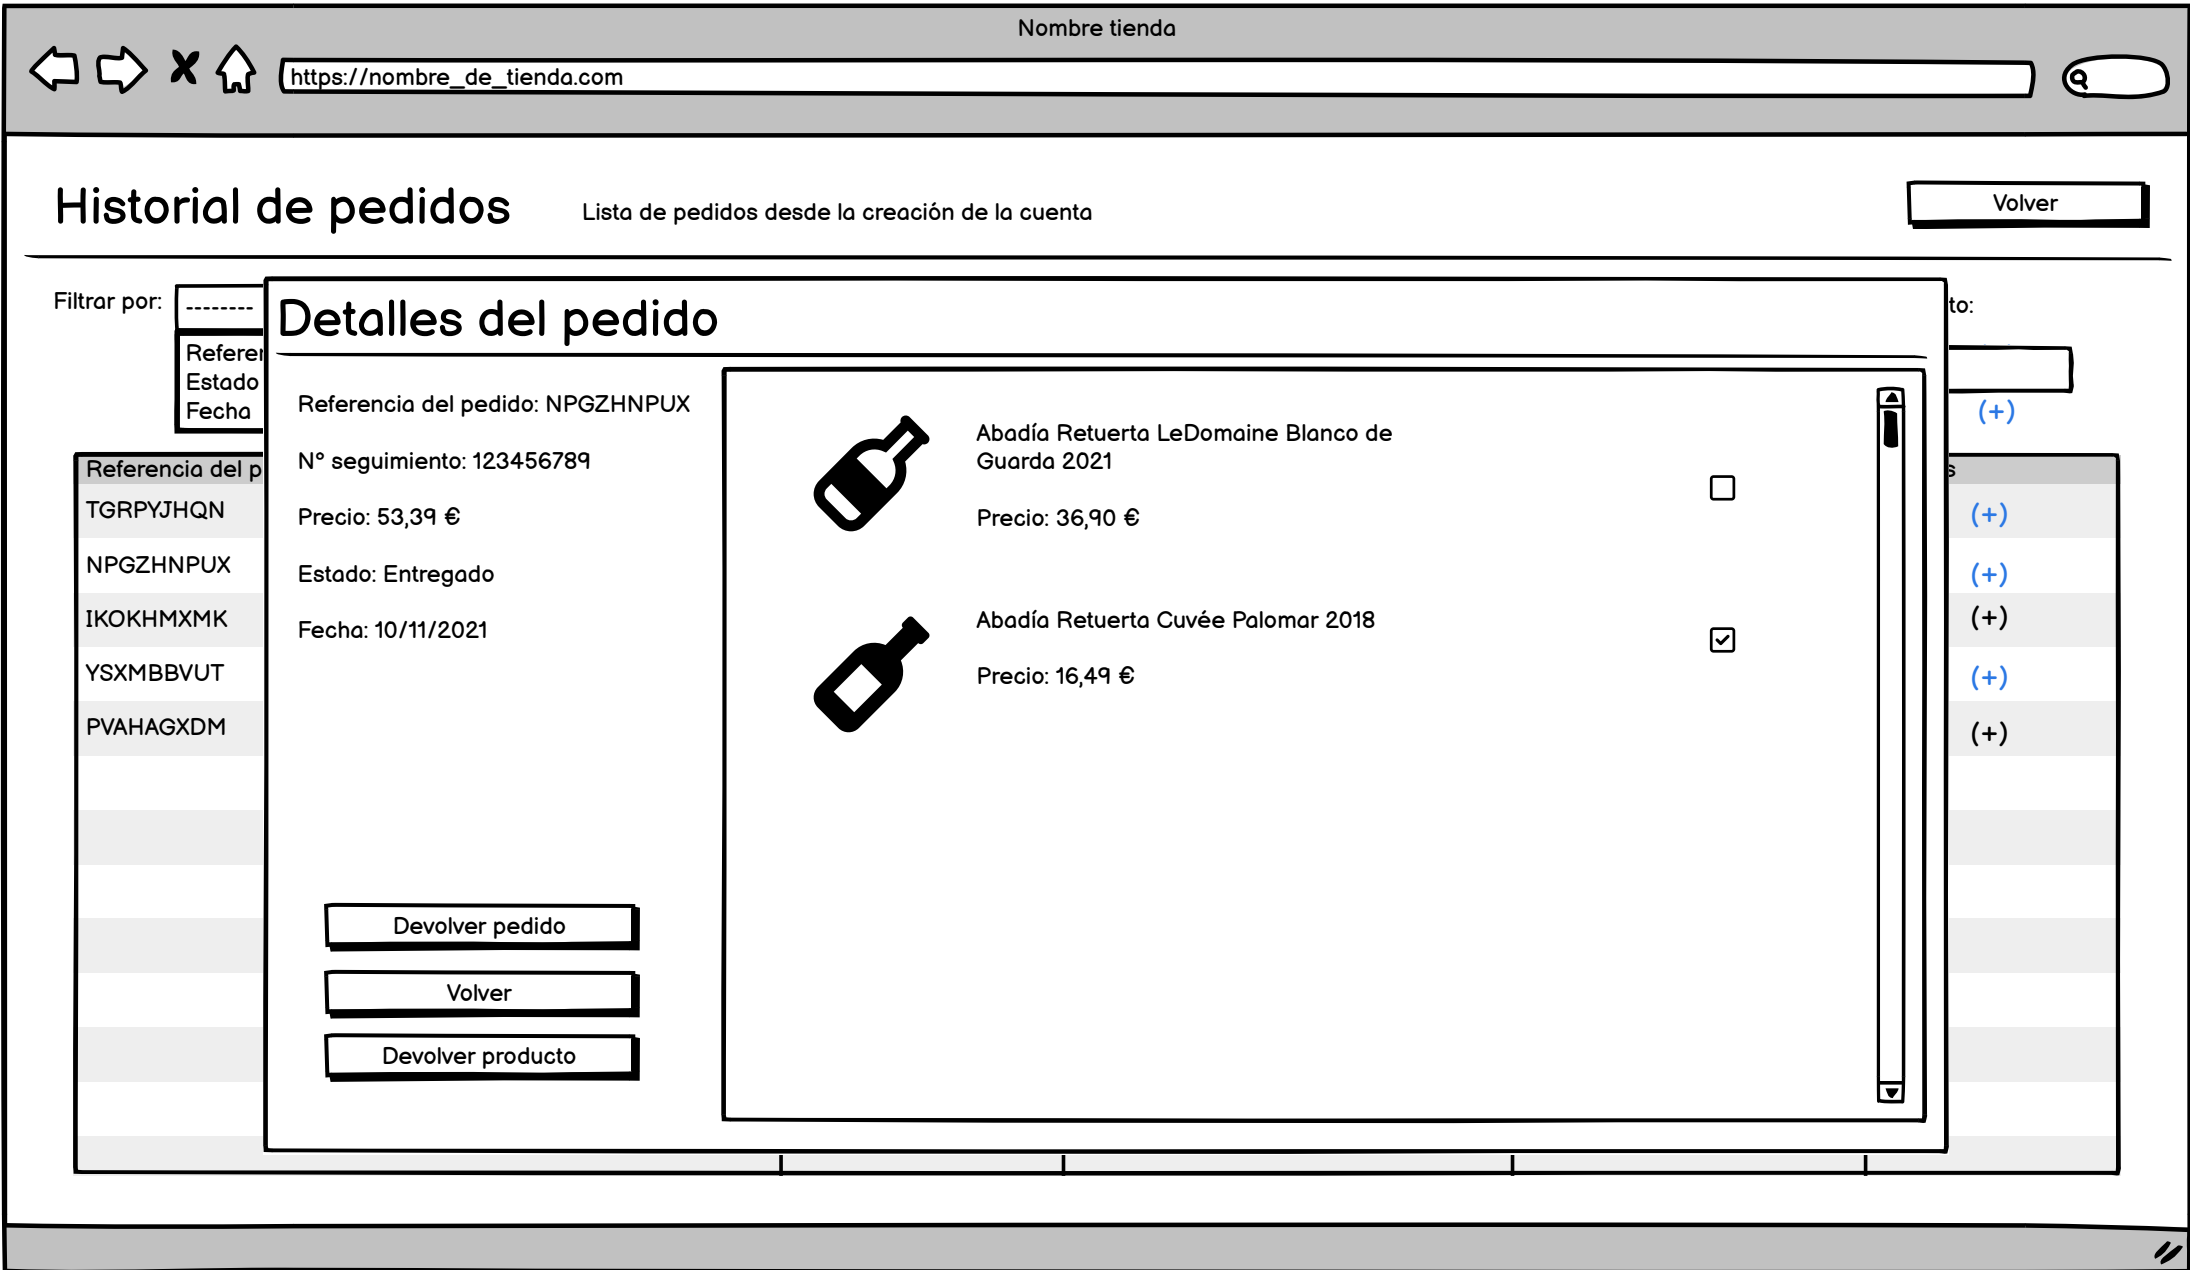 Nombre tienda
https://nombre_de_tienda.com
Historial de pedidos
Lista de pedidos desde la creación de la cuenta
Volver
Filtrar por:
--------
Estado
Fecha
(+)
Referencia del
TGRPYJHQN
(+)
NPGZHNPUX
(+)
IKOKHMXMK
(+)
YSXMBBVUT
(+)
PVAHAGXDM
(+)
Detalles del pedido
Referencia del pedido: NPGZHNPUX
Nº seguimiento: 123456789
Precio: 53,39 €
Estado: Entregado
Fecha: 10/11/2021
Devolver pedido
Volver
Devolver producto
Abadía Retuerta LeDomaine Blanco de
Guarda 2021
Precio: 36,90 €
Abadía Retuerta Cuvée Palomar 2018
Precio: 16,49 €